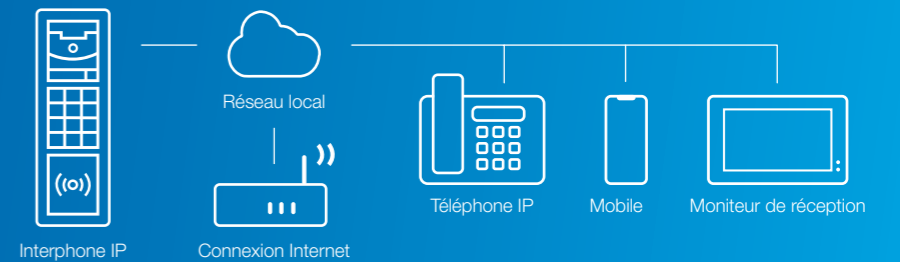 Réseau local
Téléphone IP
Mobile
Moniteur de réception
Interphone IP
Connexion Internet